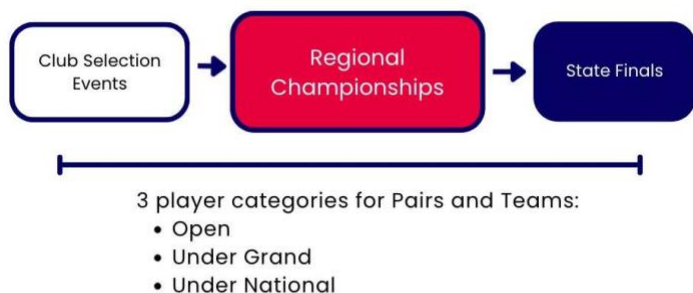 Club Selection
Events
Regional
Championships
State Finals
3 player categories for Pairs and Teams:
• Open
• Under Grand
• Under National